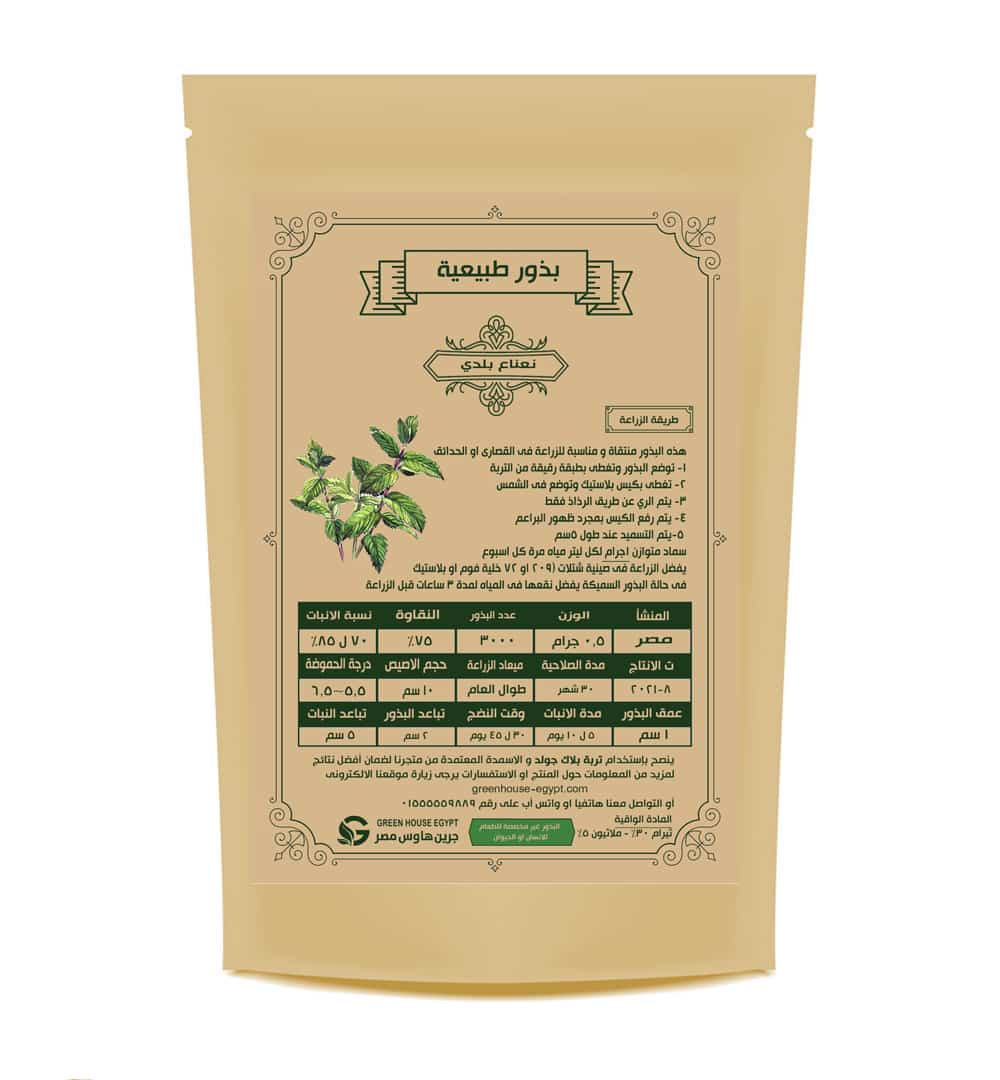 بذور طبيعية
نعناع بلدي
طريقة الزراعة
هذه البذور منتقاة و مناسبة للزراعة فى القصارى او الحدائق
١- توضع البذور وتغطى بطبقة رقيقة من التربة
٢- تغطى بكيس بلاستيك وتوضع فى الشمس
٣- يتم الري عن طريق الرذاذ فقط
٤- يتم رفع الكيس بمجرد ظهور البراعم
٥-يتم التسميد عند طول ٥سم
سماد متوازن اجرام لكل ليتر مياه مرة كل اسبوع
يفضل الزراعة فى صينية شتلات (٢٠٩ او ٧٢ خلية فوم او بلاستيك
فى حالة البذور السميكة يفضل نقعها فى المياه لمدة ٣ ساعات قبل الزراعة
المنشأ الوزن عدد البذور النقاوة نسبة الانبات
مصر ٠,٥ جرام ٣٠٠٠ ٧٥٪ ٧٠ ل ٨٥٪
ت الانتاج مدة الصلاحية ميعاد الزراعة حجم الاصيص درجة الحموضة
٨-٢٠٢١ ٣٠ شهر طوال العام ١٠ سم ٥,٥~٦,٥
عمق البذور مدة الانبات وقت النضج تباعد البذور تباعد النبات
١ سم ٥ ل ١٠ يوم ٣٠ ل ٤٥ يوم ٢ سم ٥ سم
ينصح بإستخدام تربة بلاك جولد و الاسمدة المعتمدة من متجرنا لضمان أفضل نتائج
لمزيد من المعلومات حول المنتج او الاستفسارات يرجى زيارة موقعنا الالكترونى
greenhouse-egypt.com
أو التواصل معنا هاتفيا او واتس أب على رقم ٠١٥٥٥٥٥٩٨٨٩
المادة الواقية
ثيرام ٣٠٪ - ملاثيون ٥٪
البذور غير مخصصة للطعام
للانسان او الحيوان
GREEN HOUSE EGYPT
جرين هاوس مصر